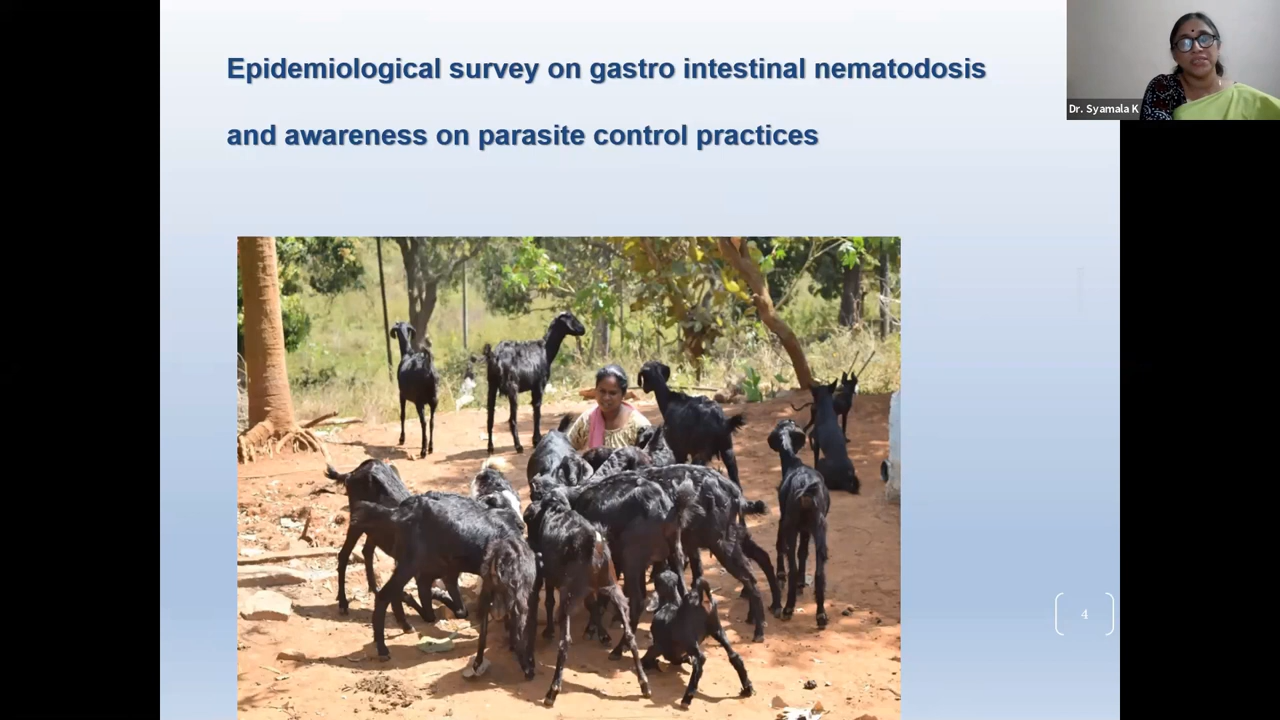 Epidemiological survey on gastro intestinal nematodosis
and awareness on parasite control practices
Dr. Syamala K
4